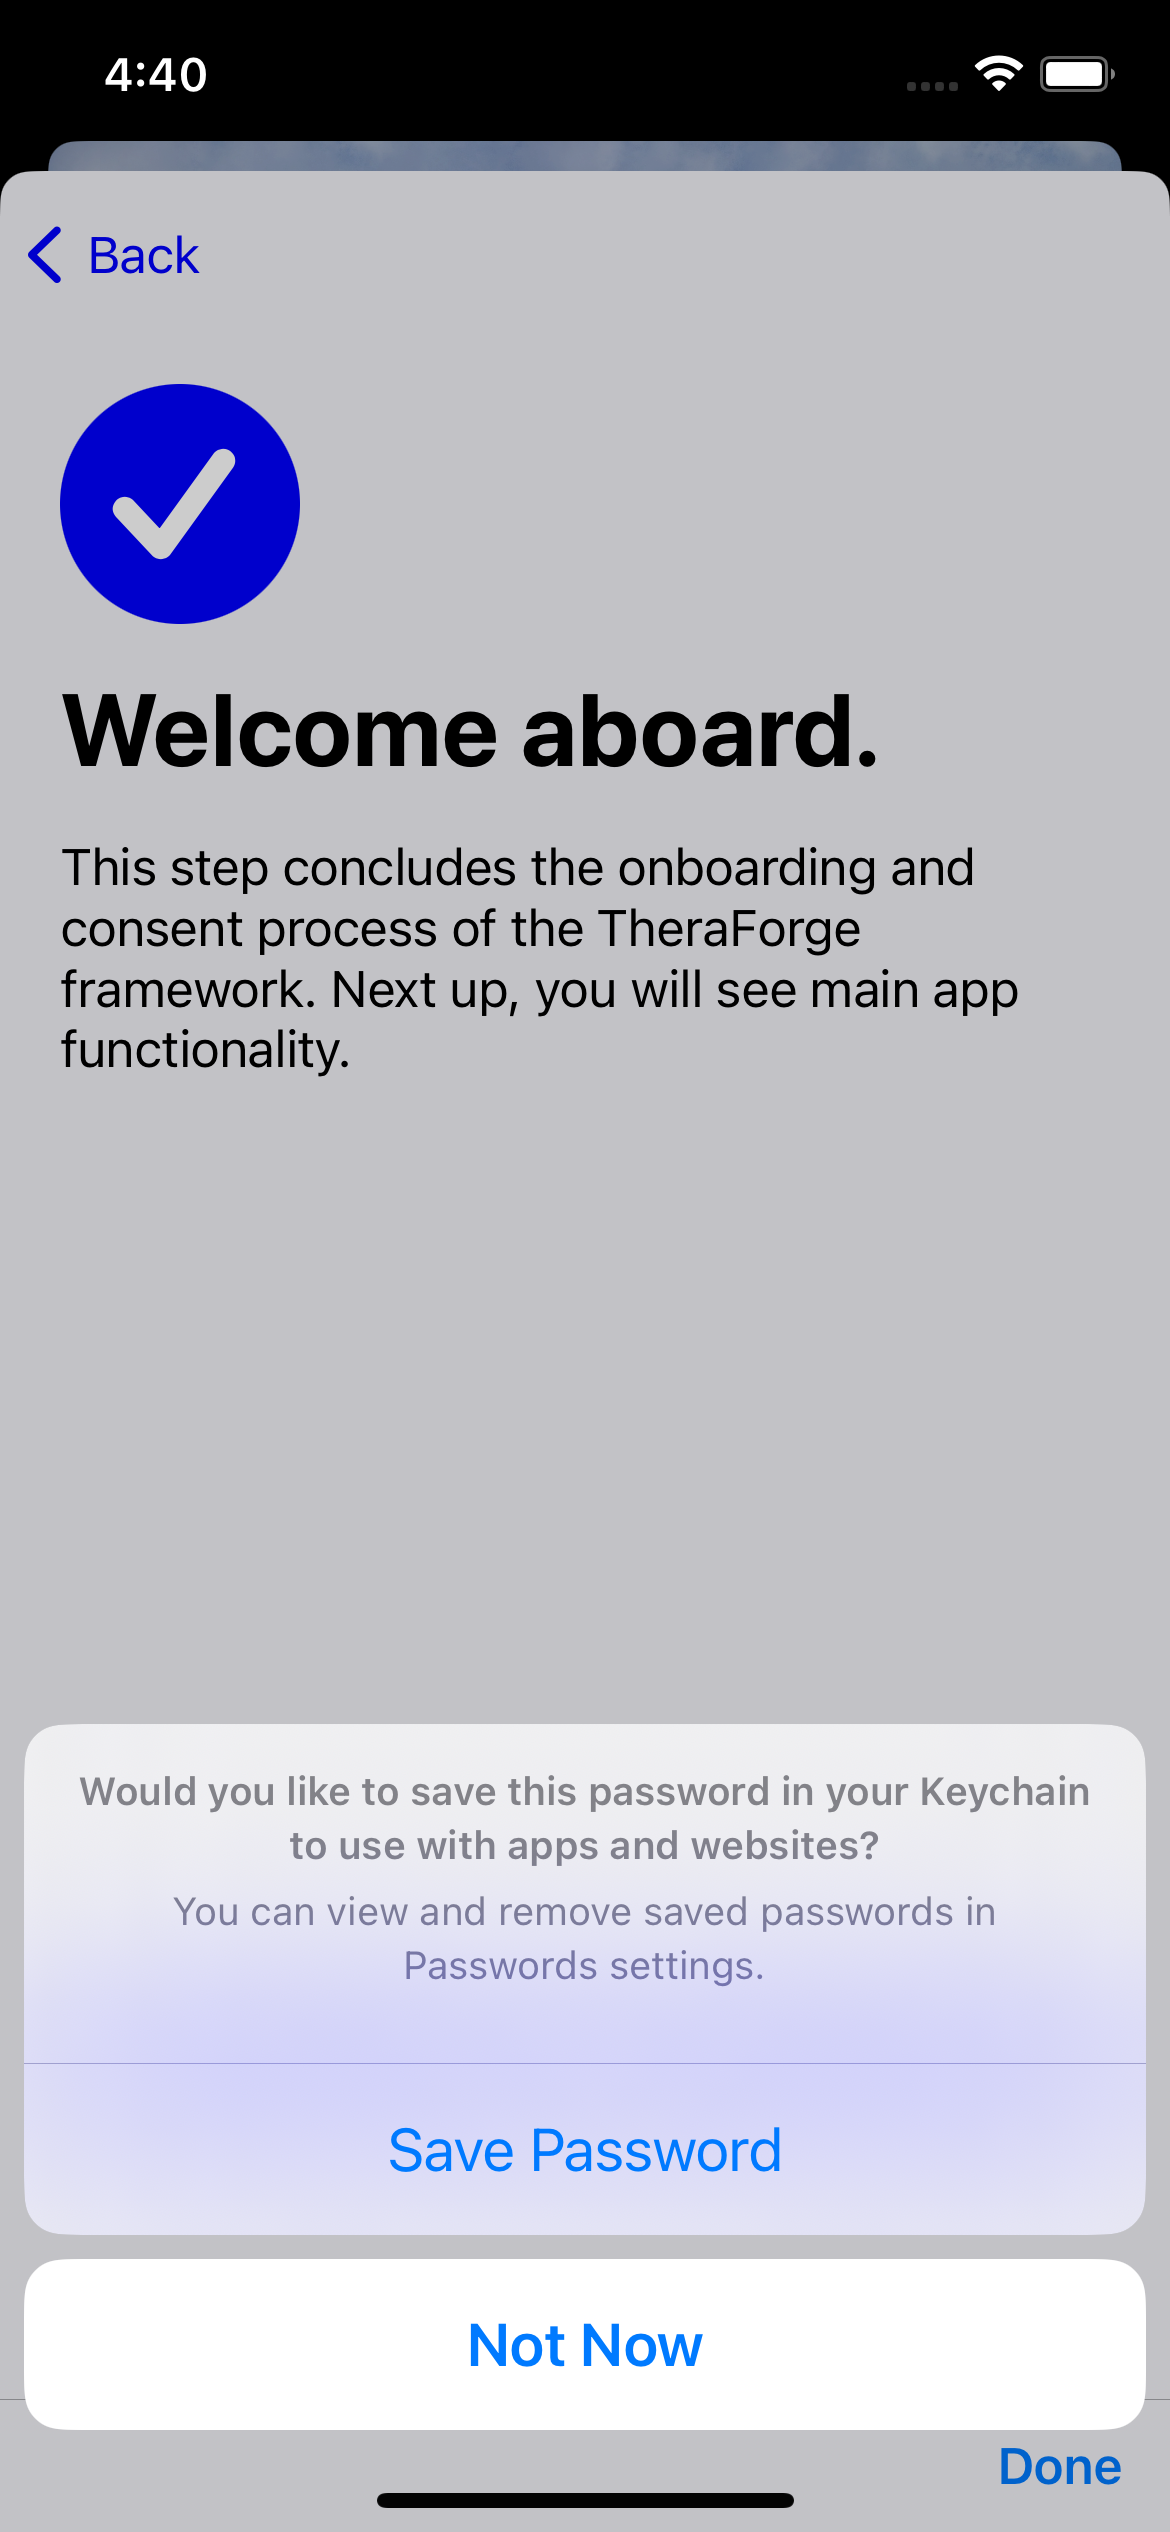 4:40
Back
Welcome aboard.
This step concludes the onboarding and
consent process of the TheraForge
framework. Next up, you will see main app
functionality.
Would you like to save this password in your Keychain
to use with apps and websites?
You can view and remove saved passwords in
Passwords settings.
Save Password
Not Now
Done